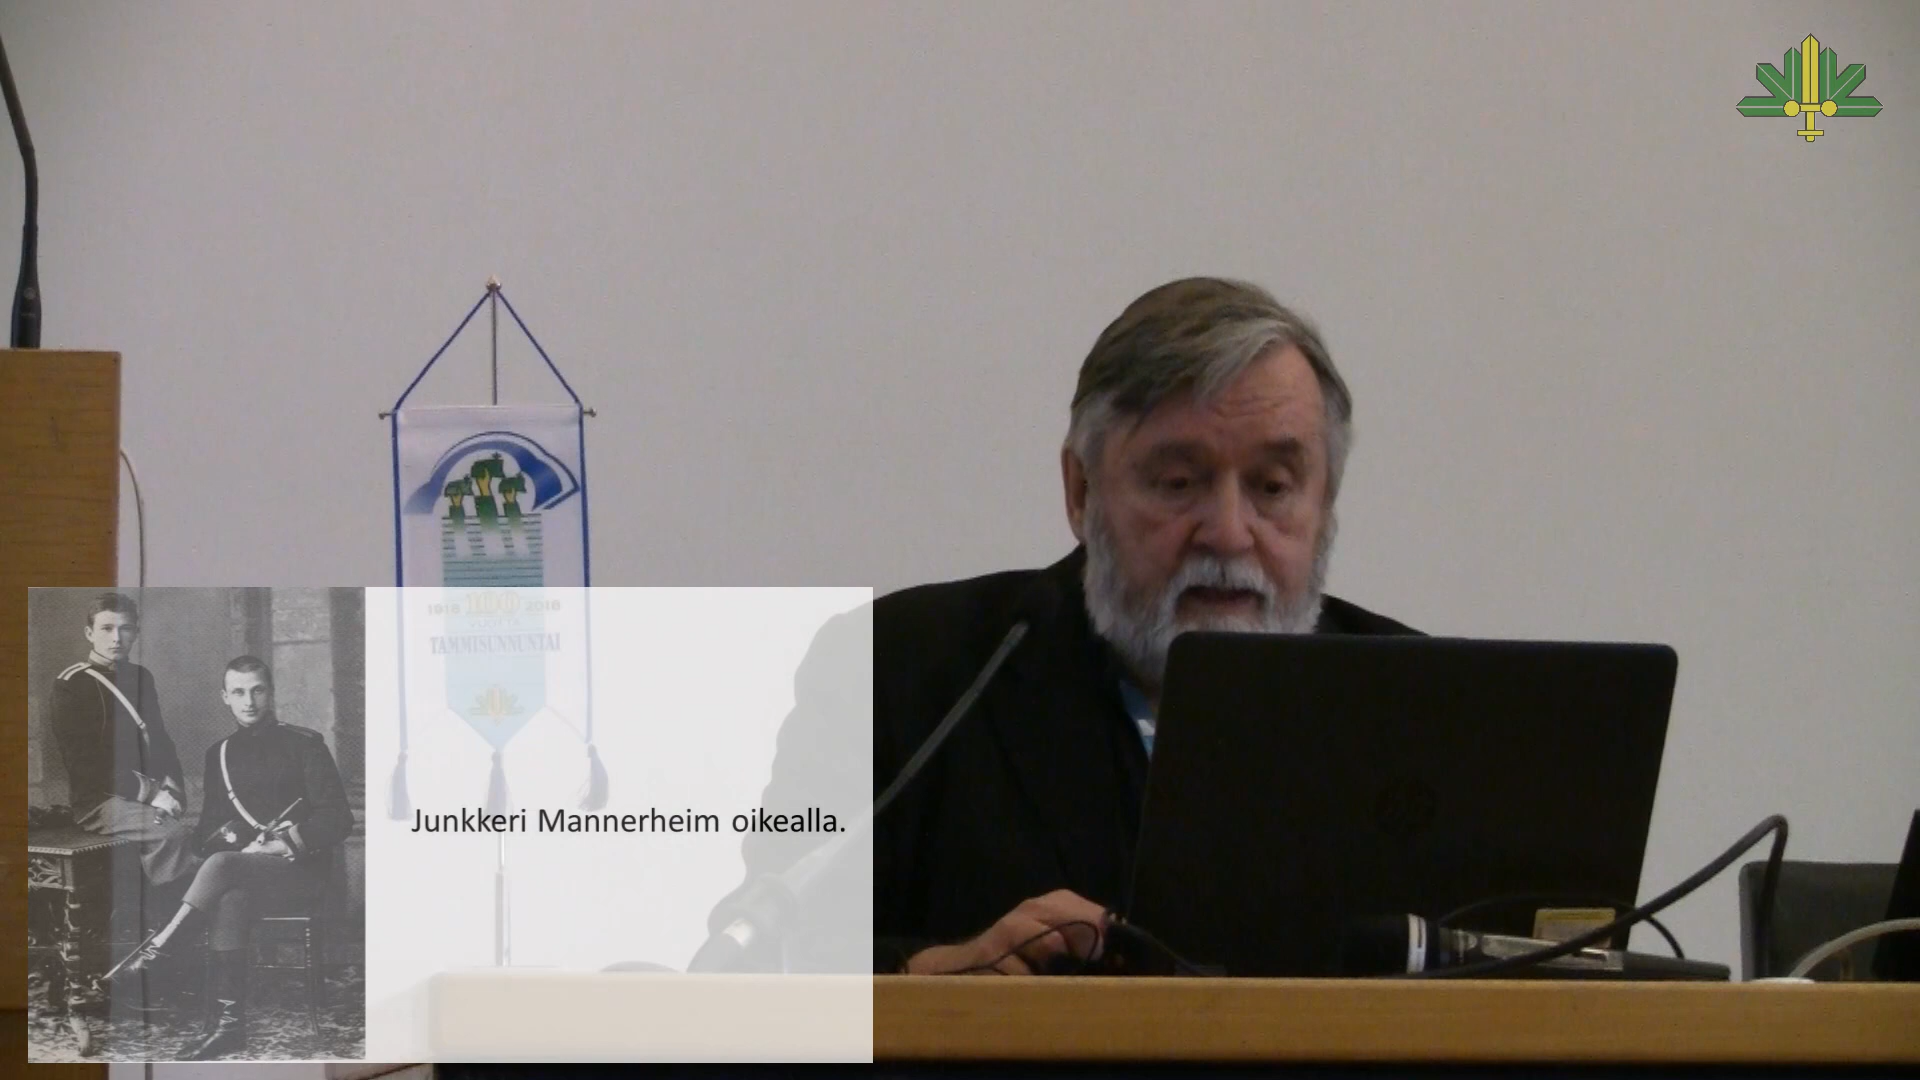 1918 100 2018
VUOTTA
TAMMISUNNUNTAI
Junkkeri Mannerheim oikealla.